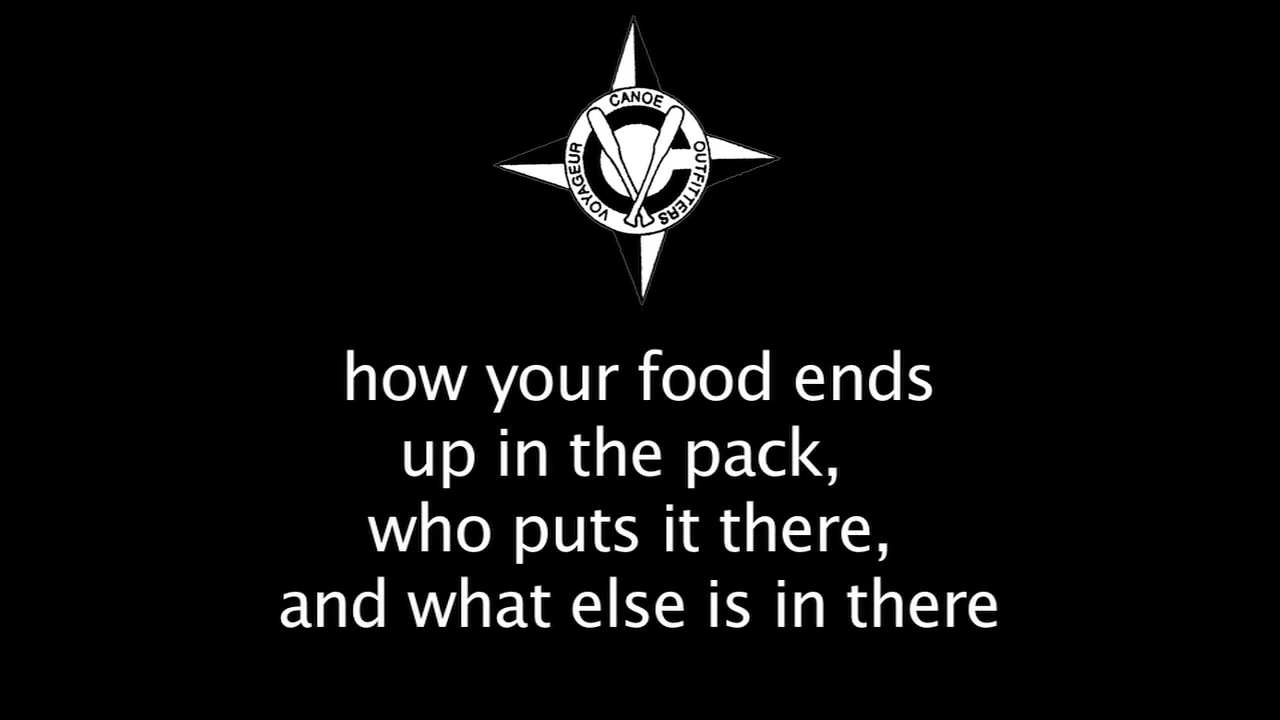 VOYAGEUR CANOE OUTFITTERS
how your food ends
up in the pack,
who puts it there,
and what else is in there